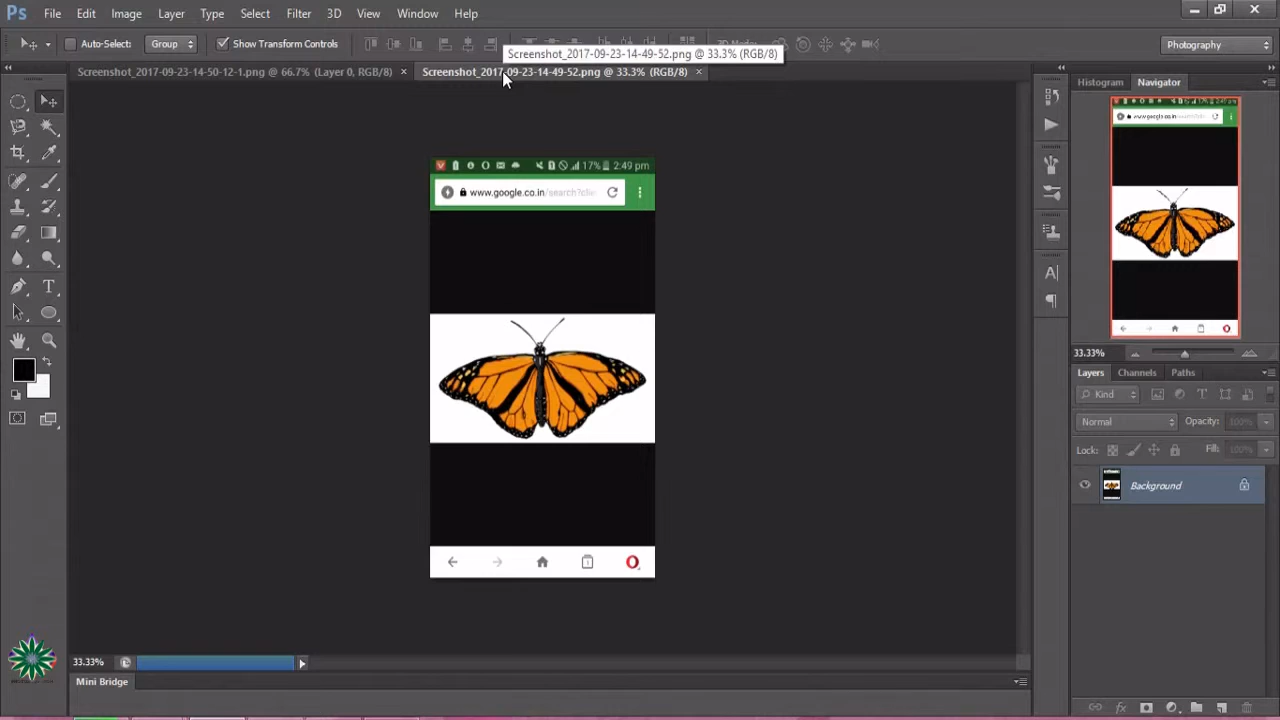 Ps File Edit Image Layer Type Select Filter 3D View Window Help
Auto-Select: Group Show Transform Controls Photography
Screenshot_2017-09-23-14-49-52.png @ 33.3% (RGB/8)
Screenshot_2017-09-23-14-50-12-1.png @ 66.7% (Layer 0, RGB/8) × Screenshot_2017-09-23-14-49-52.png @ 33.3% (RGB/8) ×
Histogram Navigator
17% 2:49 pm
www.google.co.in/search?clie
33.33%
Layers Channels Paths
Kind
Normal Opacity: 100%
Lock: Fill: 100%
Background
33.33%
Mini Bridge